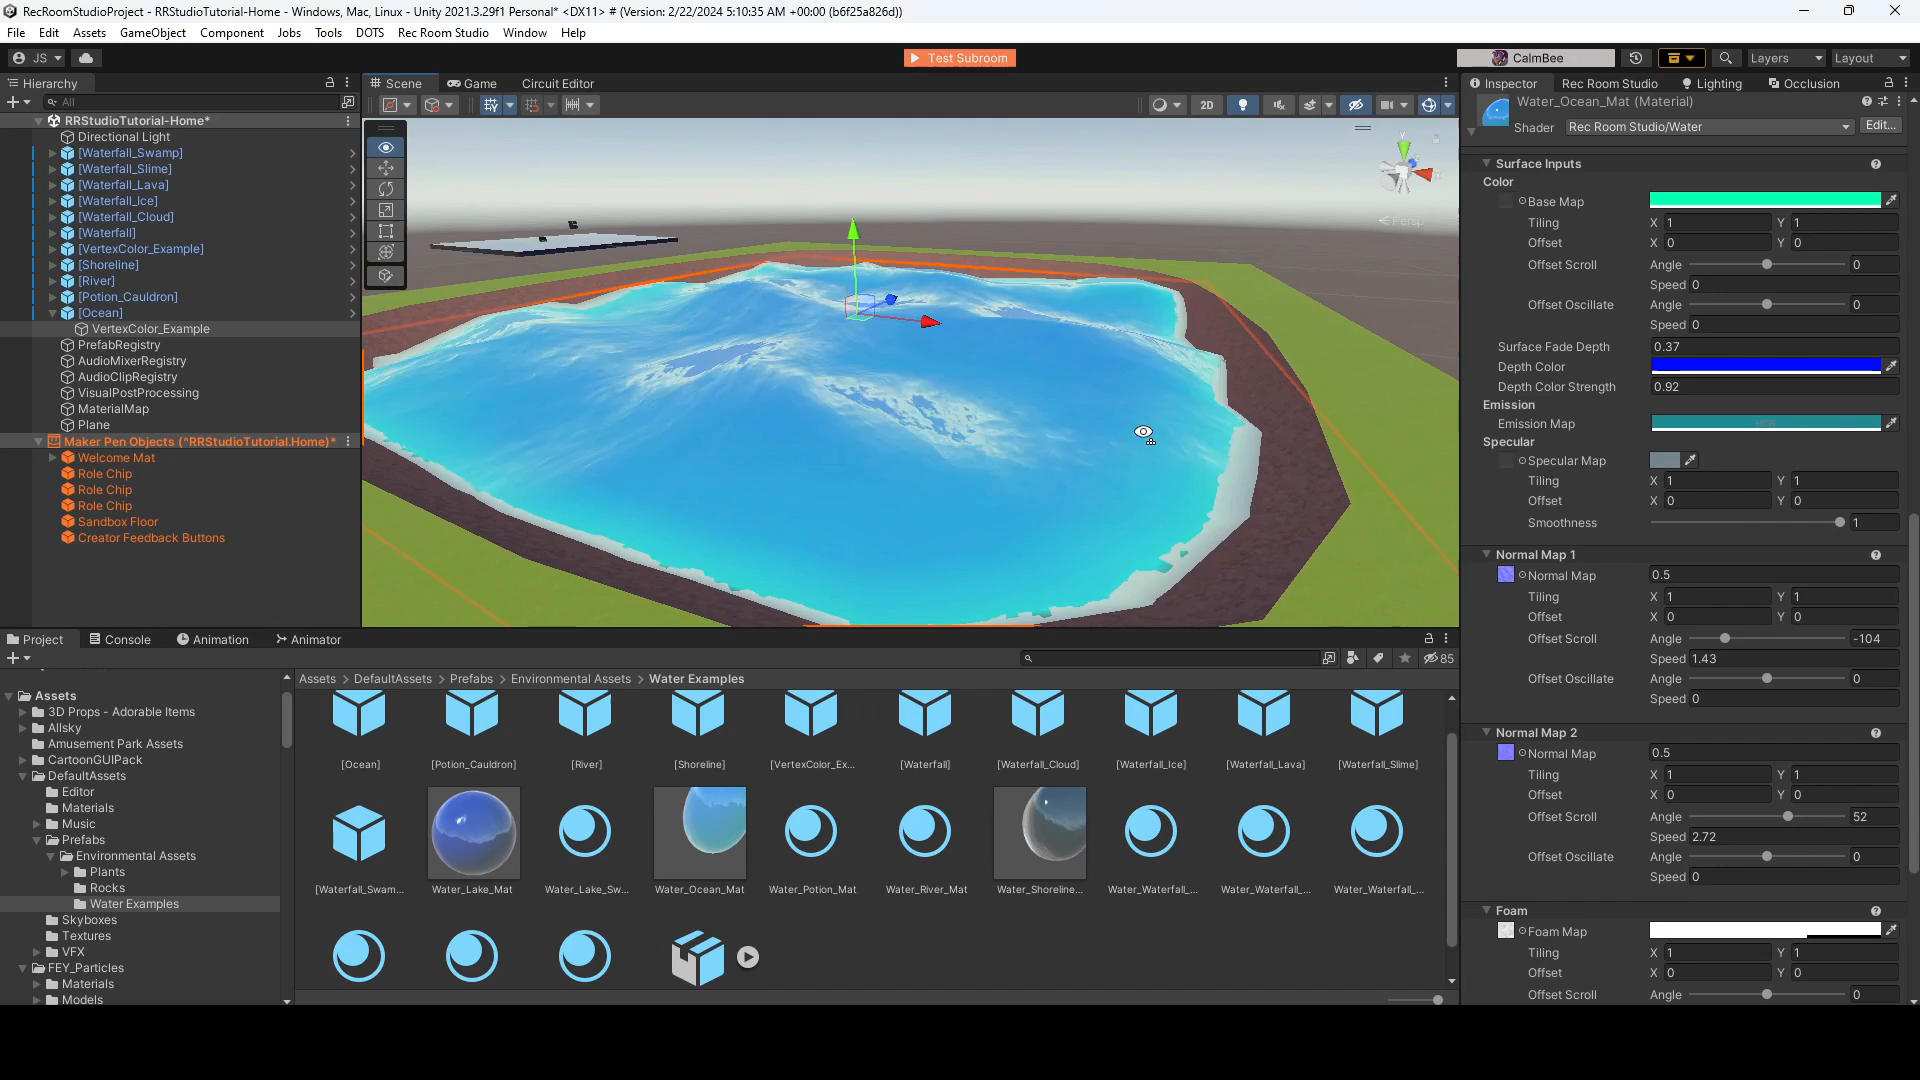 RecRoomStudioProject - RRStudioTutorial-Home - Windows, Mac, Linux - Unity 2021.3.29f1 Personal* <DX11> # (Version: 2/22/2024 5:10:35 AM +00:00 (b6f25a826d))
File Edit Assets GameObject Component Jobs Tools DOTS Rec Room Studio Window Help
JS Test Subroom CalmBee Layers Layout
Hierarchy
All
RRStudioTutorial-Home*
Directional Light
[Waterfall_Swamp]
[Waterfall_Slime]
[Waterfall_Lava]
[Waterfall_Ice]
[Waterfall_Cloud]
[Waterfall]
[VertexColor_Example]
[Shoreline]
[River]
[Potion_Cauldron]
[Ocean]
VertexColor_Example
PrefabRegistry
AudioMixerRegistry
AudioClipRegistry
VisualPostProcessing
MaterialMap
Plane
Maker Pen Objects (^RRStudioTutorial.Home)*
Welcome Mat
Role Chip
Role Chip
Role Chip
Sandbox Floor
Creator Feedback Buttons
Scene Game Circuit Editor
2D
Y
Persp
Inspector Rec Room Studio Lighting Occlusion
Water_Ocean_Mat (Material)
Shader Rec Room Studio/Water Edit...
Surface Inputs
Color
Base Map
Tiling X 1 Y 1
Offset X 0 Y 0
Offset Scroll Angle 0
Speed 0
Offset Oscillate Angle 0
Speed 0
Surface Fade Depth 0.37
Depth Color
Depth Color Strength 0.92
Emission
Emission Map HDR
Specular
Specular Map
Tiling X 1 Y 1
Offset X 0 Y 0
Smoothness 1
Normal Map 1
Normal Map 0.5
Tiling X 1 Y 1
Offset X 0 Y 0
Offset Scroll Angle -104
Speed 1.43
Offset Oscillate Angle 0
Speed 0
Normal Map 2
Normal Map 0.5
Tiling X 1 Y 1
Offset X 0 Y 0
Offset Scroll Angle 52
Speed 2.72
Offset Oscillate Angle 0
Speed 0
Foam
Foam Map
Tiling X 1 Y 1
Offset X 0 Y 0
Offset Scroll Angle 0
Project Console Animation Animator
85
Assets
3D Props - Adorable Items
Allsky
Amusement Park Assets
CartoonGUIPack
DefaultAssets
Editor
Materials
Music
Prefabs
Environmental Assets
Plants
Rocks
Water Examples
Skyboxes
Textures
VFX
FEY_Particles
Materials
Models
Assets > DefaultAssets > Prefabs > Environmental Assets > Water Examples
[Ocean] [Potion_Cauldron] [River] [Shoreline] [VertexColor_Ex... [Waterfall] [Waterfall_Cloud] [Waterfall_Ice] [Waterfall_Lava] [Waterfall_Slime]
[Waterfall_Swam... Water_Lake_Mat Water_Lake_Sw... Water_Ocean_Mat Water_Potion_Mat Water_River_Mat Water_Shoreline... Water_Waterfall_... Water_Waterfall_... Water_Waterfall_...